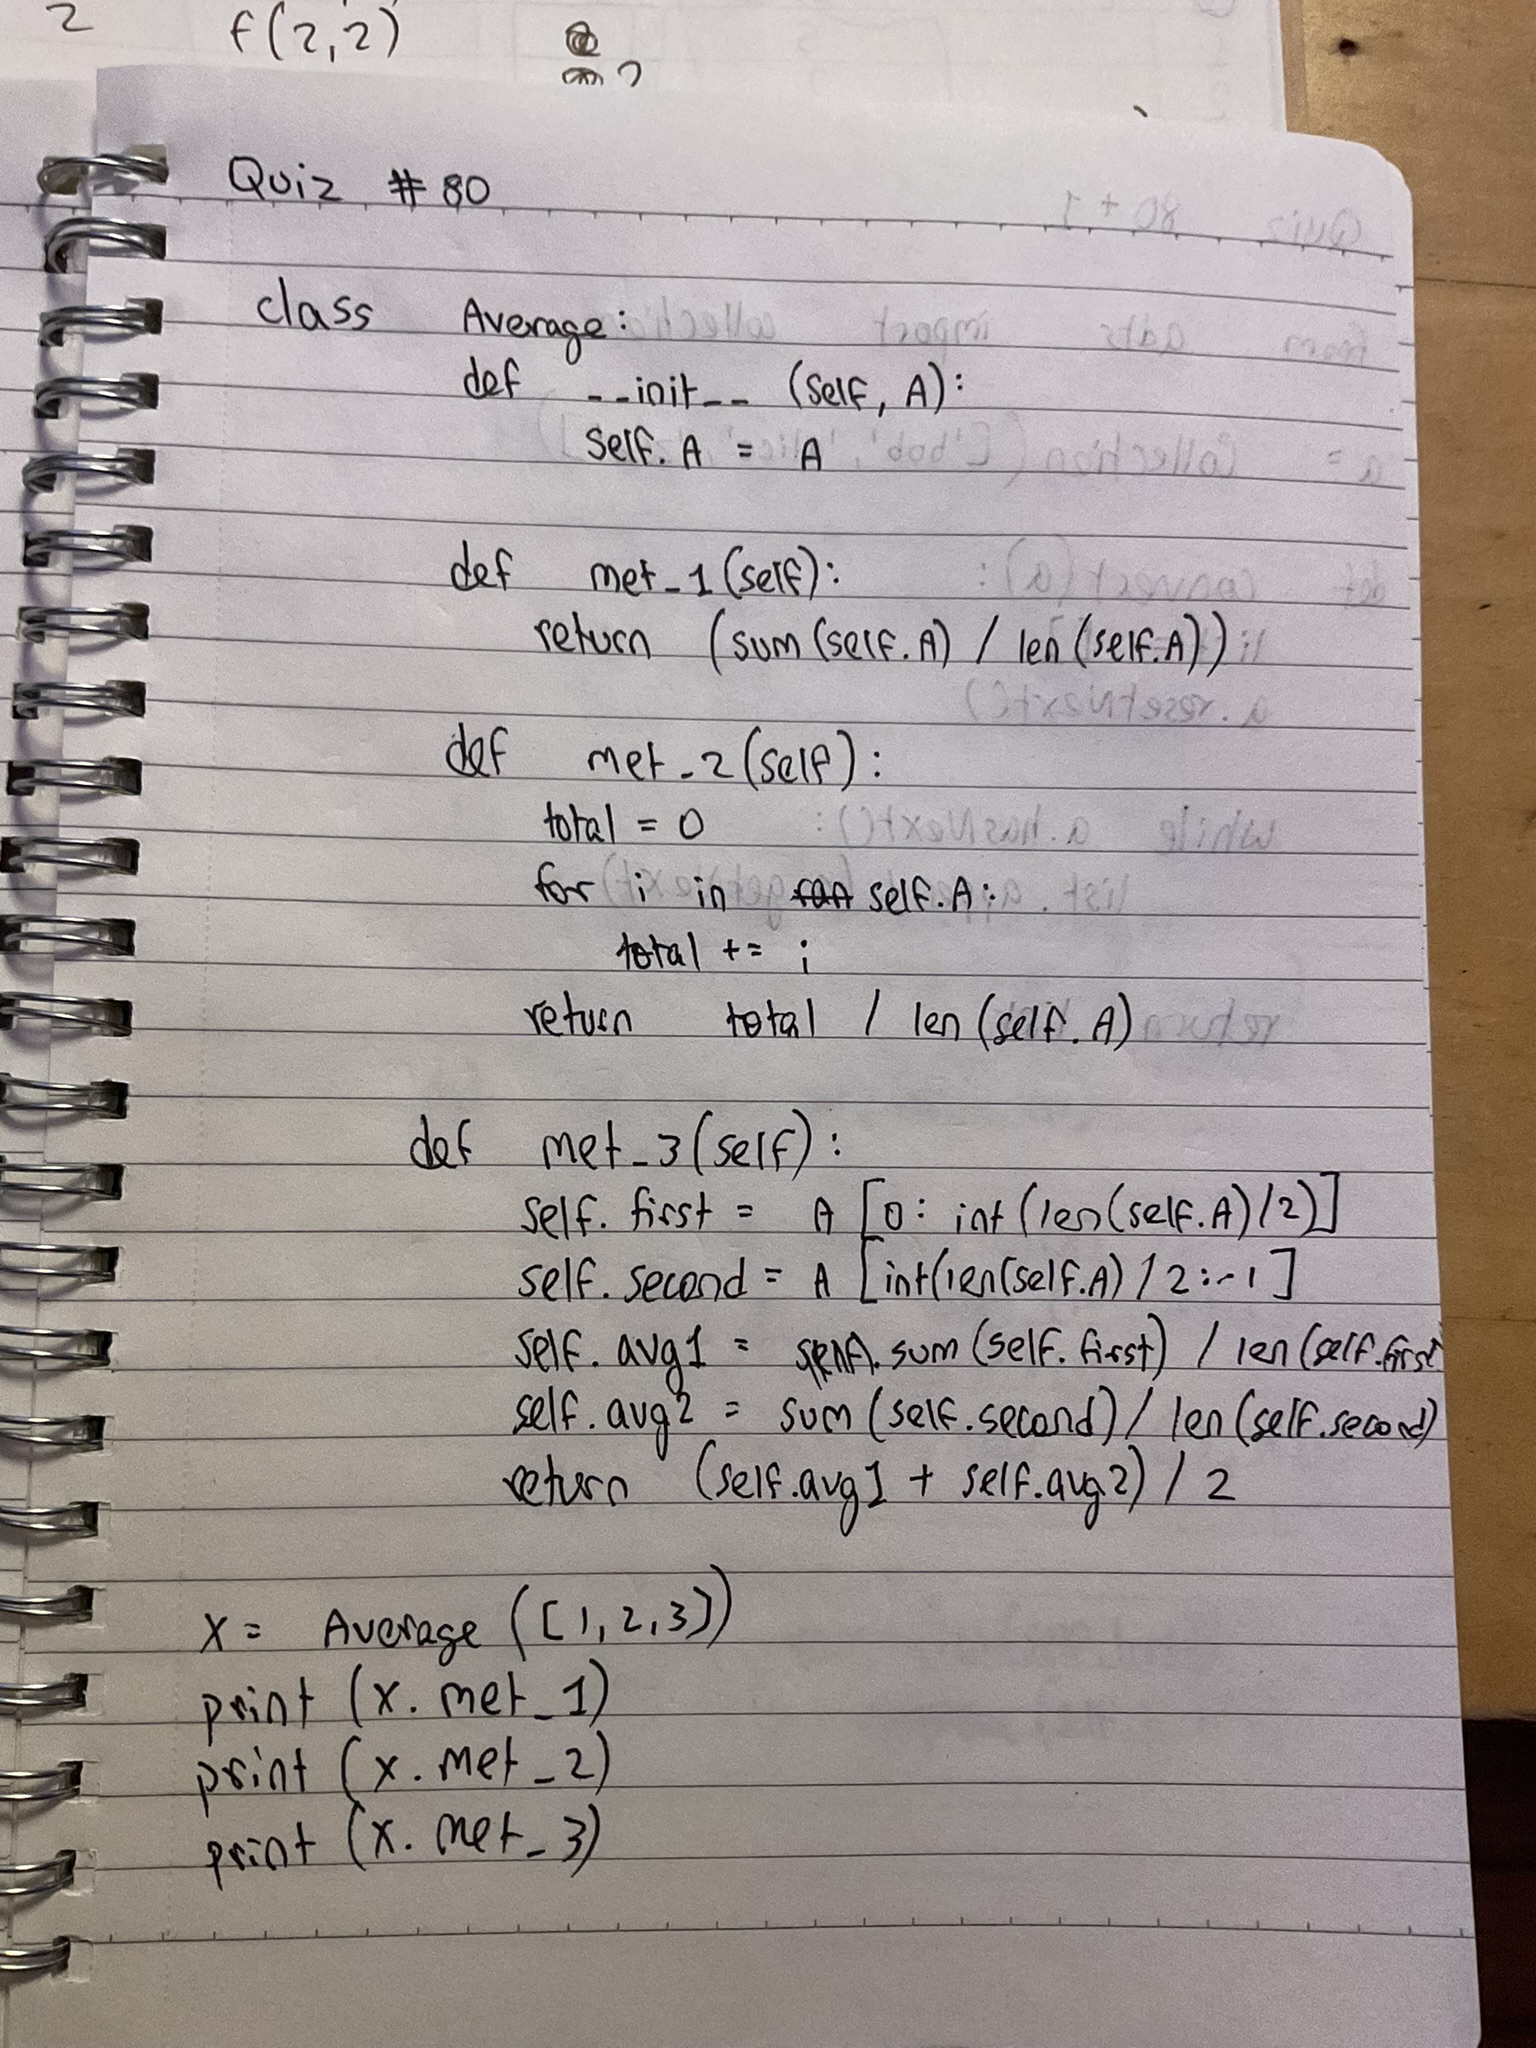 2 f(2,2)
Quiz # 80
class Average:
def __init__ (self, A):
self.A = A
def met_1(self):
return (sum(self.A) / len(self.A))
def met_2(self):
total = 0
for i in self.A:
total += i
return total / len(self.A)
def met_3(self):
self.first = A [0: int(len(self.A)/2)]
self.second = A [int(len(self.A)/2:-1]
self.avg1 = sum(self.first) / len(self.first
self.avg2 = sum(self.second)/ len(self.second)
return (self.avg1 + self.avg2) / 2
x = Average ([1,2,3])
print (x.met_1)
print (x.met_2)
print (x.met_3)